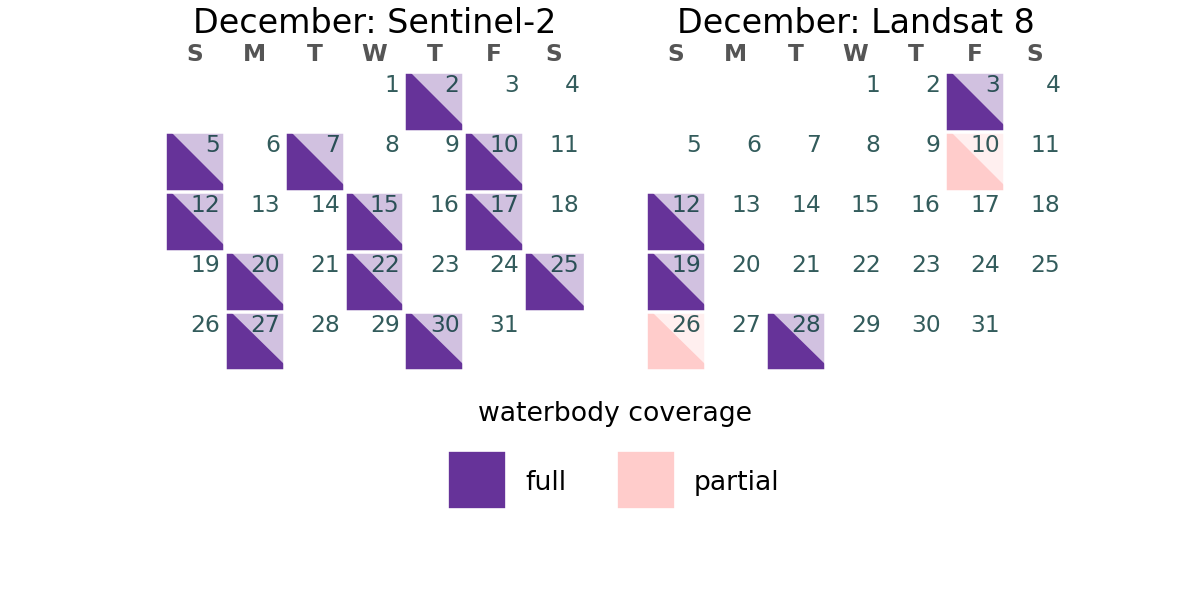 December: Sentinel-2
S M T W T F S
1 2 3 4
5 6 7 8 9 10 11
12 13 14 15 16 17 18
19 20 21 22 23 24 25
26 27 28 29 30 31
December: Landsat 8
S M T W T F S
1 2 3 4
5 6 7 8 9 10 11
12 13 14 15 16 17 18
19 20 21 22 23 24 25
26 27 28 29 30 31
waterbody coverage
full partial